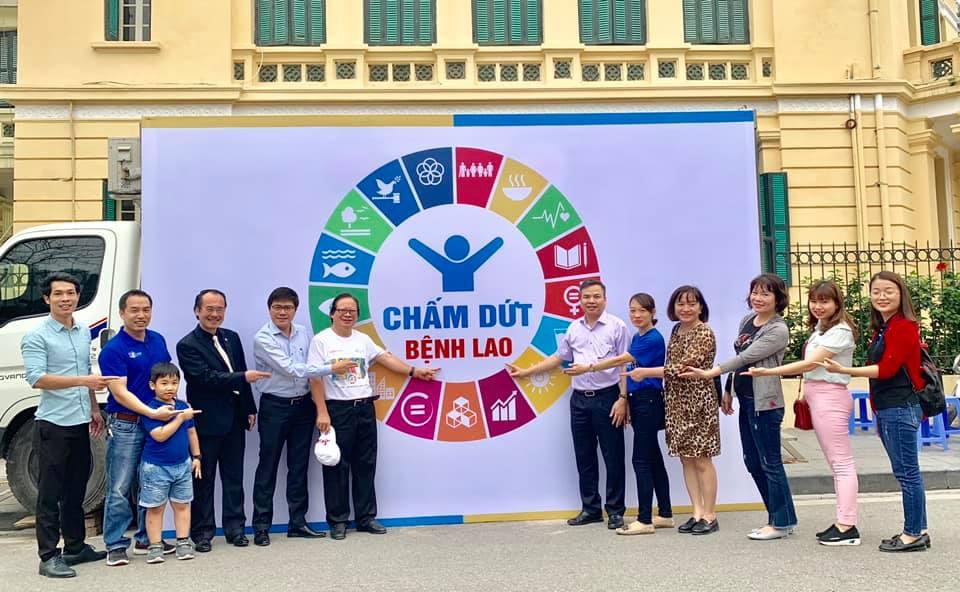 CHẤM DỨT
BỆNH LAO